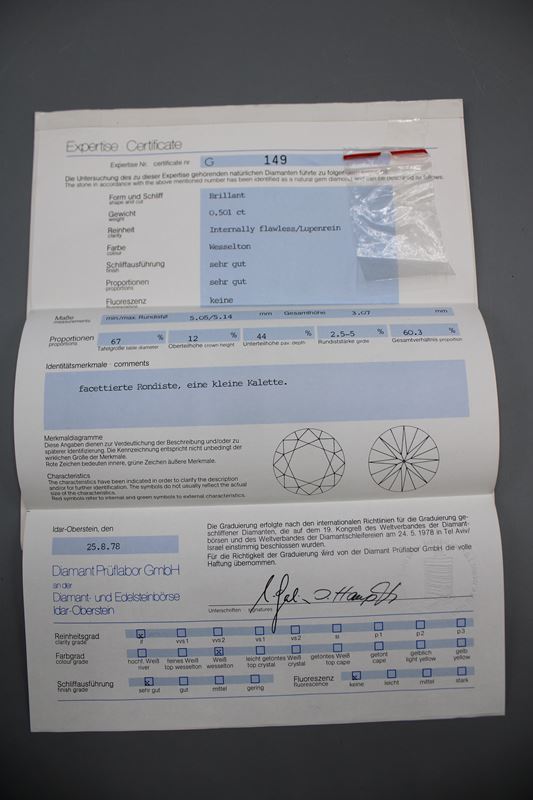 Expertise Certificate
Expertise Nr. certificate nr G 149
Die Untersuchung des zu dieser Expertise gehörenden natürlichen Diamanten führte zu folgendem
The stone in accordance with the above mentioned number has been identified as a natural gem diamond and can be described as follows.
Form und Schliff Brillant
shape and cut
Gewicht 0.501 ct
weight
Reinheit Internally flawless/Lupenrein
clarity
Farbe Wesselton
colour
Schliffausführung sehr gut
finish
Proportionen sehr gut
proportions
Fluoreszenz keine
Maße min/max. Rundistø 5.05/5.14 mm Gesamthöhe 3.07 mm
measurements
Proportionen 67 % 12 % 44 % 2.5-5 % 60.3 %
proportions Tafelgröße table diameter Oberteilhöhe crown height Unterteilhöhe pav. depth Rundiststärke girdle Gesamtverhältnis proportion
Identitätsmerkmale · comments
facettierte Rondiste, eine kleine Kalette.
Merkmaldiagramme
Diese Angaben dienen zur Verdeutlichung der Beschreibung und/oder zu
späterer Identifizierung. Die Kennzeichnung entspricht nicht unbedingt der
wirklichen Größe der Merkmale.
Rote Zeichen bedeuten innere, grüne Zeichen äußere Merkmale.
Characteristics
The characteristics have been indicated in order to clarify the description
and/or for further identification. The symbols do not usually reflect the actual
size of the characteristics.
Red symbols refer to internal and green symbols to external characteristics.
Idar-Oberstein, den
25.8.78
Die Graduierung erfolgte nach den internationalen Richtlinien für die Graduierung ge-
schliffener Diamanten, die auf dem 19. Kongreß des Weltverbandes der Diamant-
börsen und des Weltverbandes der Diamantschleifereien am 24. 5. 1978 in Tel Aviv/
Israel einstimmig beschlossen wurden.
Für die Richtigkeit der Graduierung wird von der Diamant Prüflabor GmbH die volle
Haftung übernommen.
Diamant Prüflabor GmbH
an der
Diamant- und Edelsteinbörse
Idar-Oberstein
Unterschriften signatures
Reinheitsgrad x
clarity grade if vvs1 vvs2 vs1 vs2 si p1 p2 p3
Farbgrad x
colour grade hochf. Weiß feines Weiß Weiß leicht getöntes Weiß getöntes Weiß getönt gelblich gelb
river top wesselton wesselton top crystal crystal top cape cape light yellow yellow
Schliffausführung x Fluoreszenz x
finish grade sehr gut gut mittel gering fluorescence keine leicht mittel stark